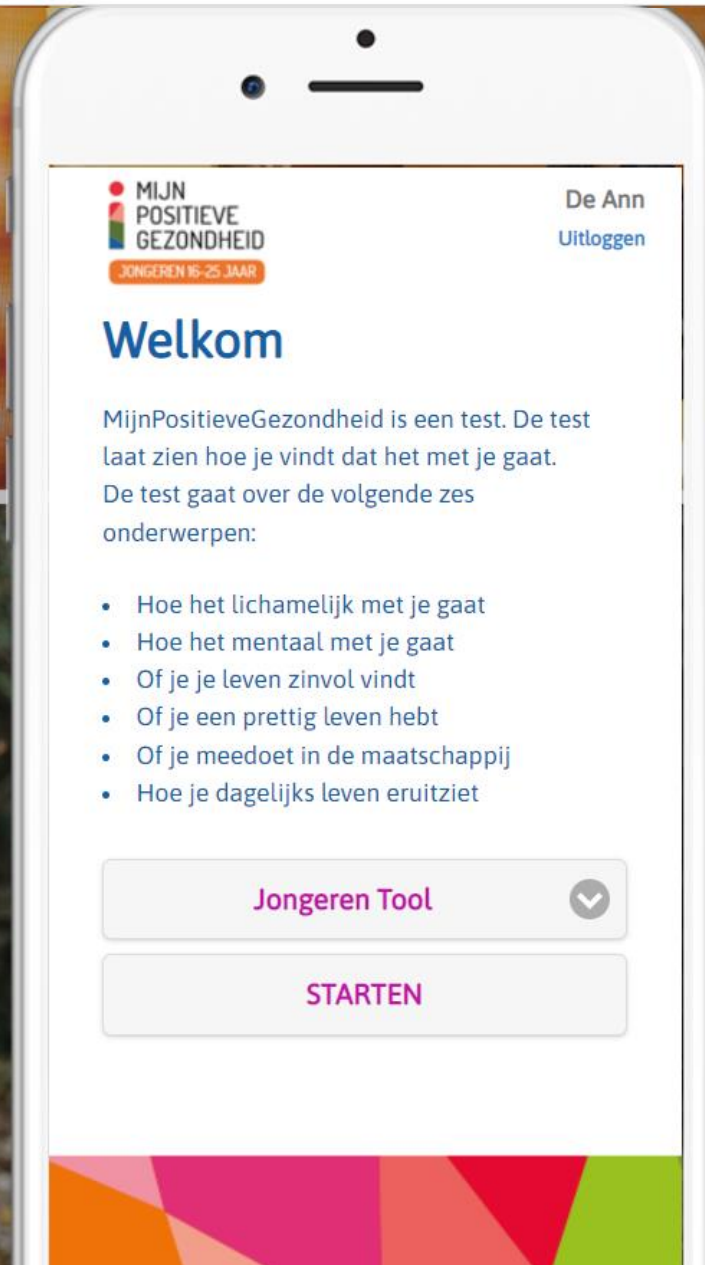 MIJN
POSITIEVE
GEZONDHEID
JONGEREN 16-25 JAAR
De Ann
Uitloggen
Welkom
MijnPositieveGezondheid is een test. De test
laat zien hoe je vindt dat het met je gaat.
De test gaat over de volgende zes
onderwerpen:
• Hoe het lichamelijk met je gaat
• Hoe het mentaal met je gaat
• Of je je leven zinvol vindt
• Of je een prettig leven hebt
• Of je meedoet in de maatschappij
• Hoe je dagelijks leven eruitziet
Jongeren Tool
STARTEN